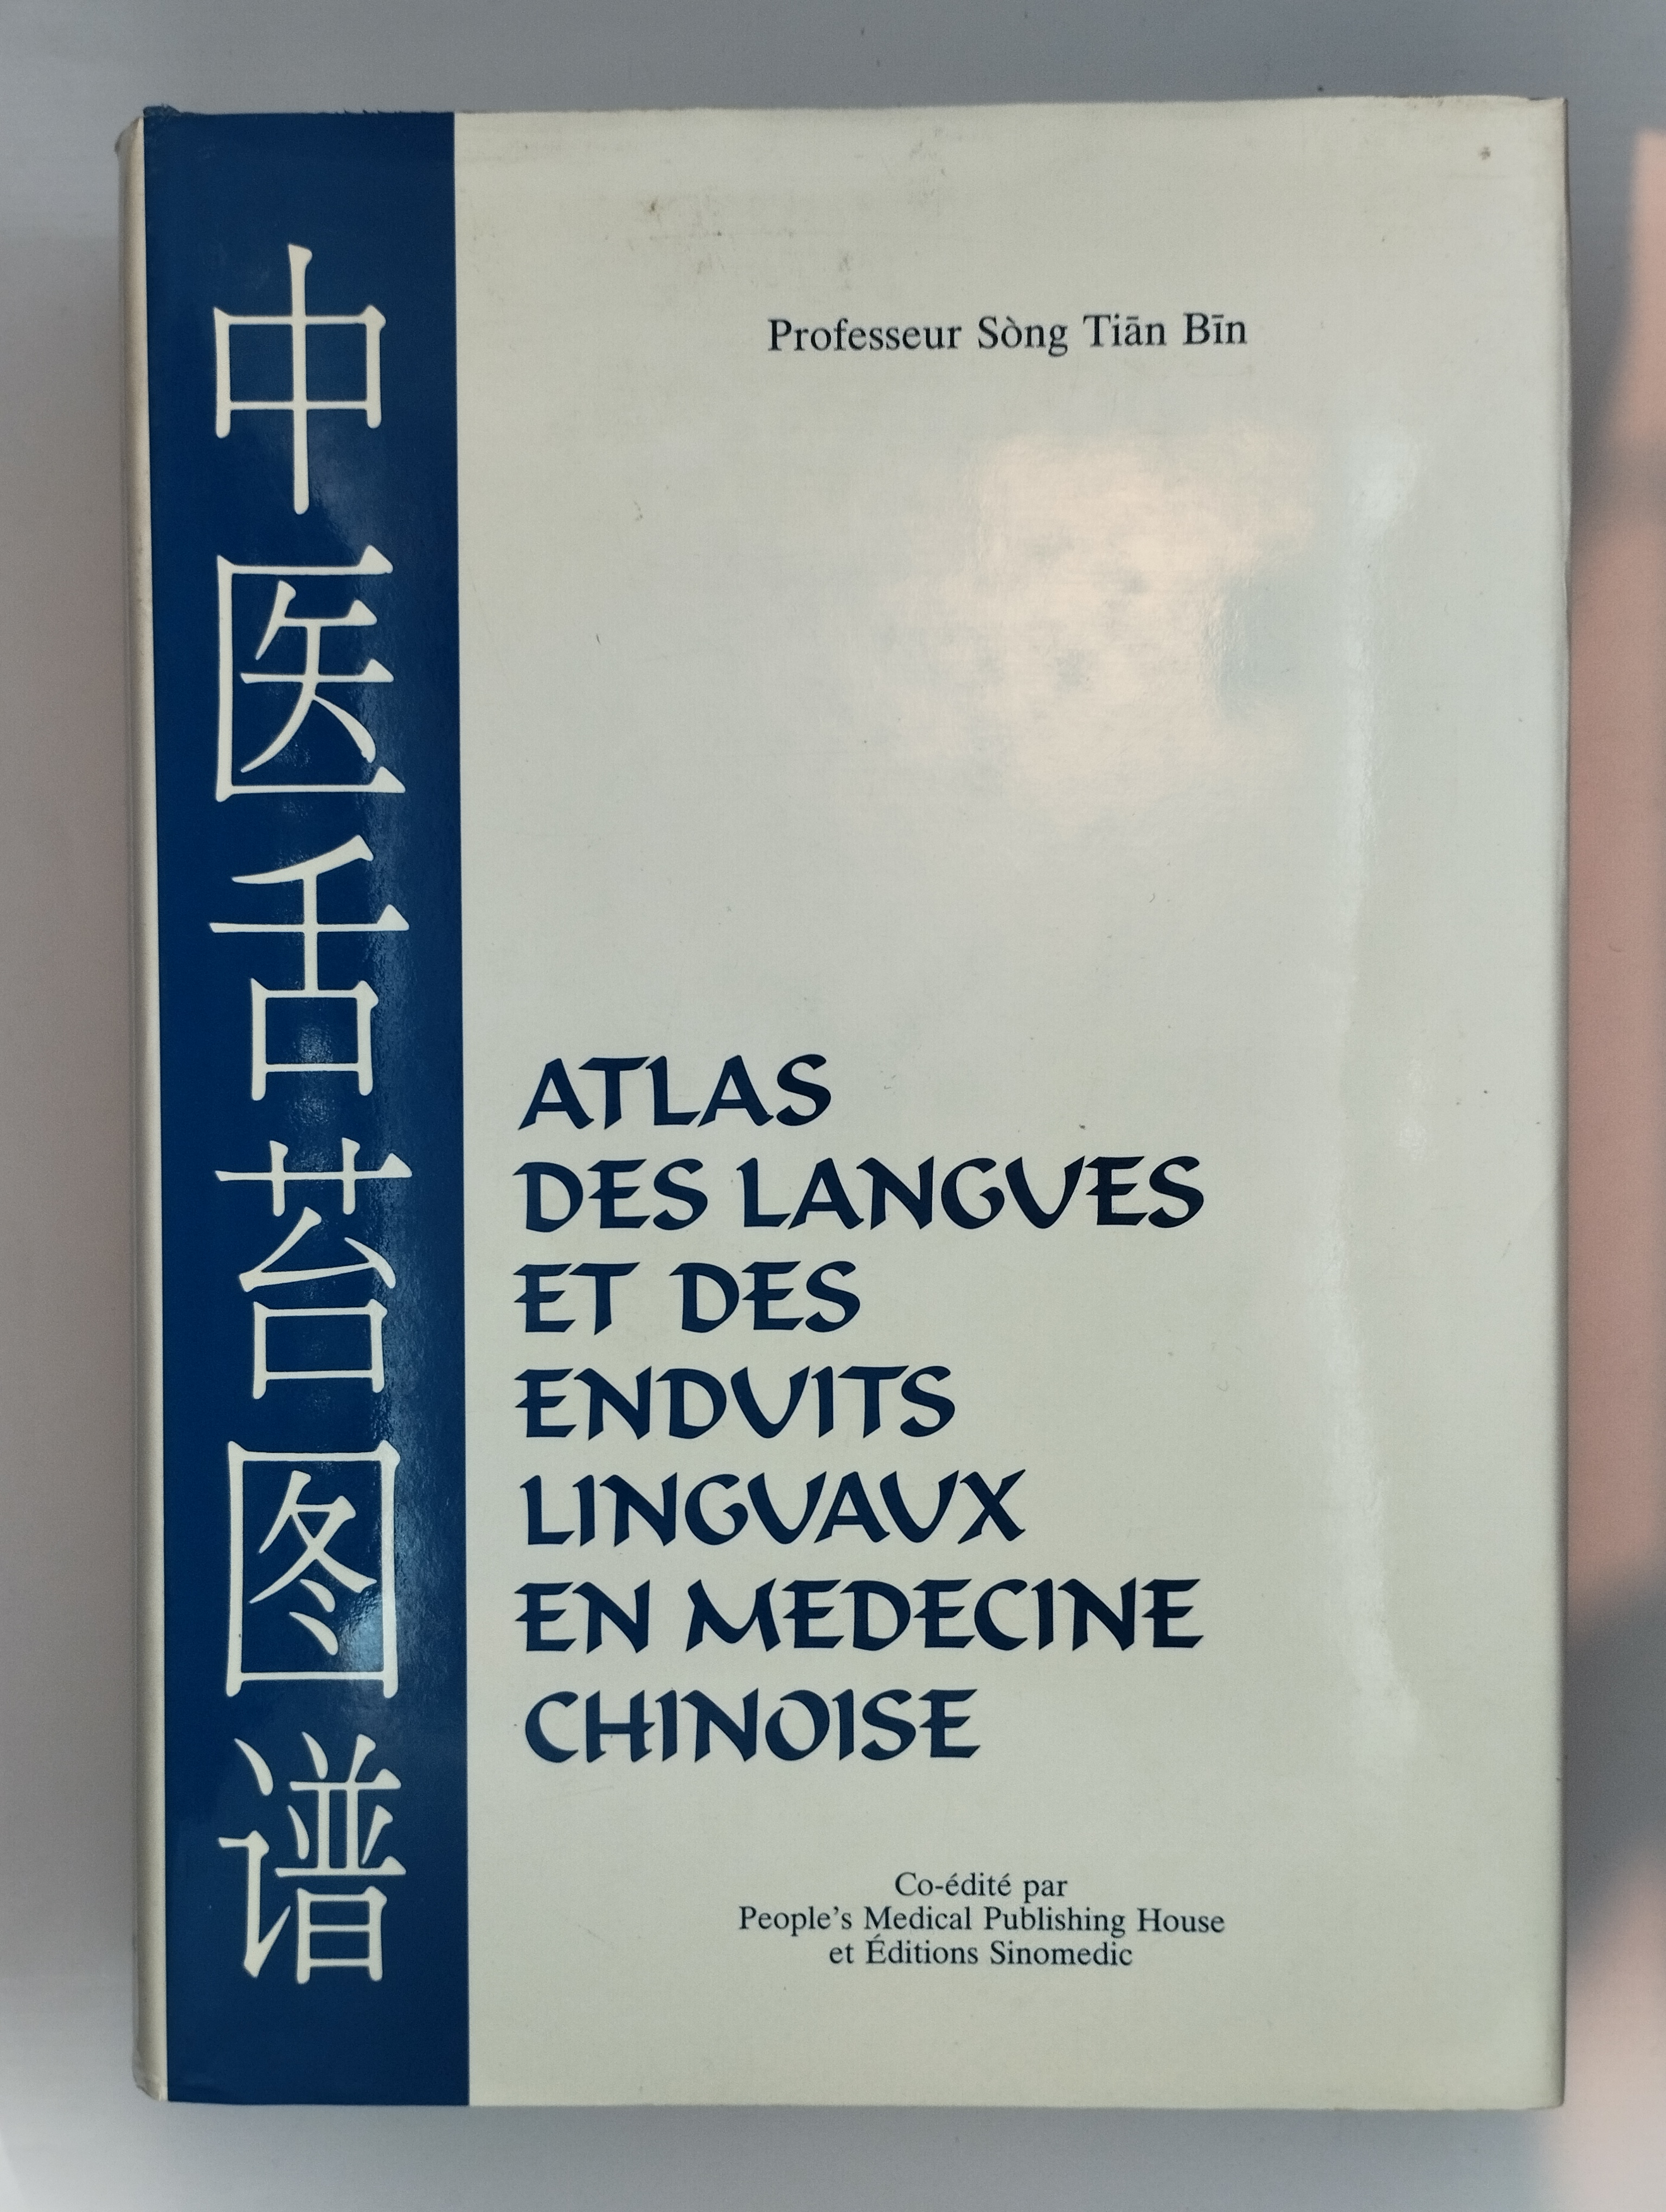 中医舌苔图谱
Professeur Sòng Tiān Bīn
ATLAS
DES LANGUES
ET DES
ENDUITS
LINGUAUX
EN MEDECINE
CHINOISE
Co-édité par
People's Medical Publishing House
et Éditions Sinomedic